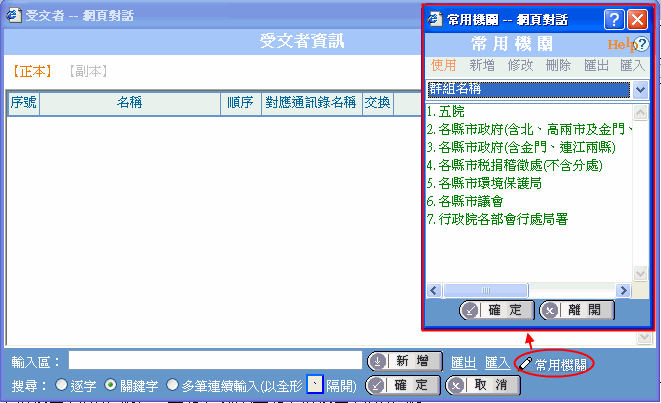 受文者 -- 網頁對話
受文者資訊
【正本】 【副本】
序號 名稱 順序 對應通訊錄名稱 交換
常用機關 -- 網頁對話
常用機關
Help
使用 新增 修改 刪除 匯出 匯入
群組名稱
1. 五院
2. 各縣市政府(含北、高兩市及金門、
3. 各縣市政府(含金門、連江兩縣)
4. 各縣市稅捐稽徵處(不含分處)
5. 各縣市環境保護局
6. 各縣市議會
7. 行政院各部會行處局署
確定 離開
輸入區： 新增 匯出 匯入 常用機關
搜尋： 逐字 關鍵字 多筆連續輸入(以全形 、 隔開) 確定 取消